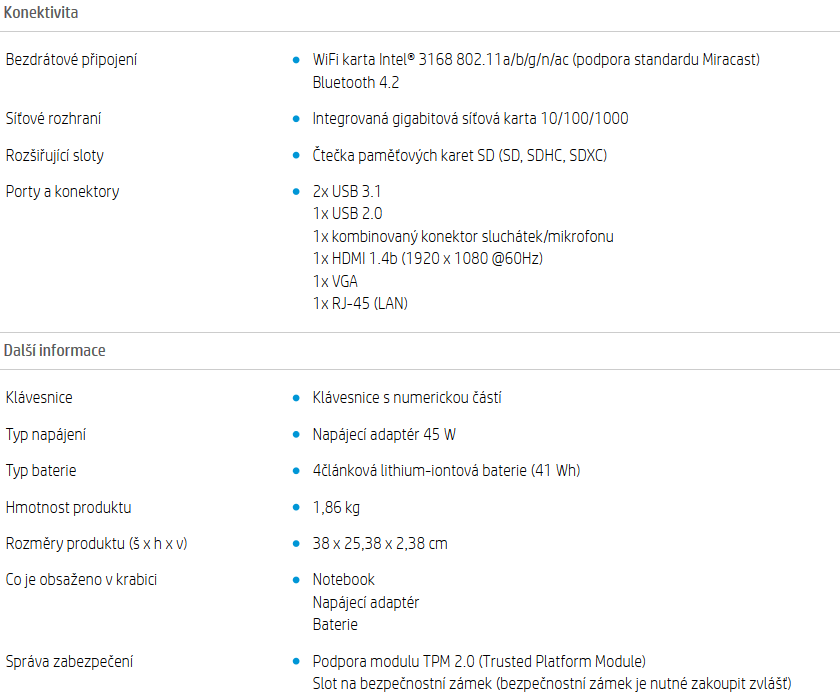 Konektivita
Bezdrátové připojení
WiFi karta Intel® 3168 802.11a/b/g/n/ac (podpora standardu Miracast)
Bluetooth 4.2
Síťové rozhraní
Integrovaná gigabitová síťová karta 10/100/1000
Rozšiřující sloty
Čtečka paměťových karet SD (SD, SDHC, SDXC)
Porty a konektory
2x USB 3.1
1x USB 2.0
1x kombinovaný konektor sluchátek/mikrofonu
1x HDMI 1.4b (1920 x 1080 @60Hz)
1x VGA
1x RJ-45 (LAN)
Další informace
Klávesnice
Klávesnice s numerickou částí
Typ napájení
Napájecí adaptér 45 W
Typ baterie
4článková lithium-iontová baterie (41 Wh)
Hmotnost produktu
1,86 kg
Rozměry produktu (š x h x v)
38 x 25,38 x 2,38 cm
Co je obsaženo v krabici
Notebook
Napájecí adaptér
Baterie
Správa zabezpečení
Podpora modulu TPM 2.0 (Trusted Platform Module)
Slot na bezpečnostní zámek (bezpečnostní zámek je nutné zakoupit zvlášť)